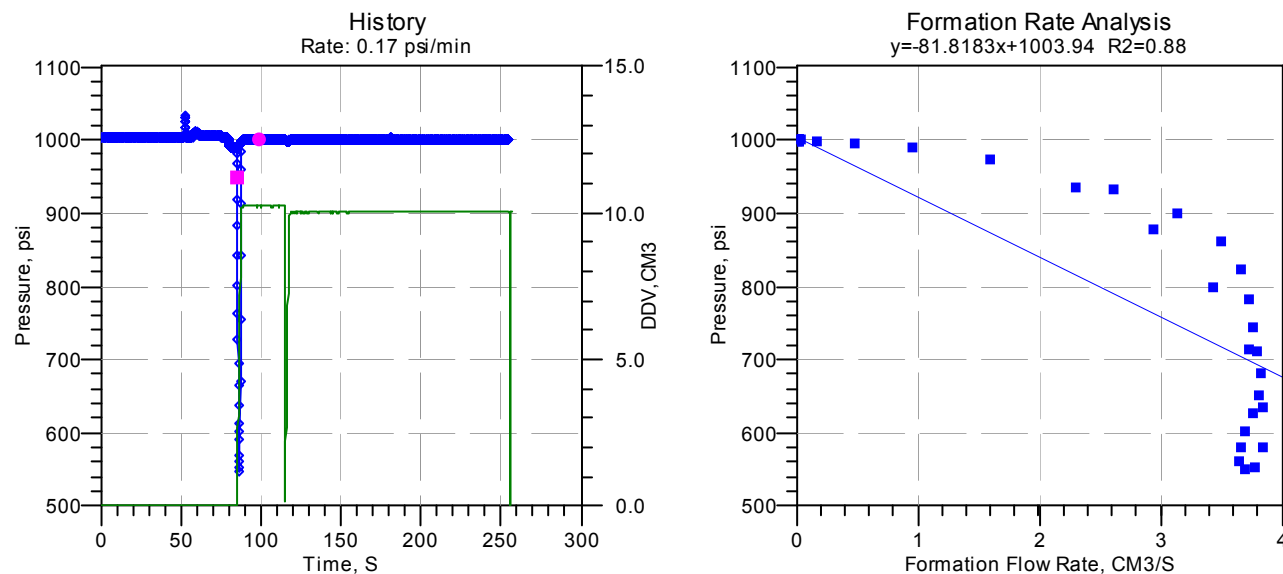 History
Rate: 0.17 psi/min
1100
1000
900
800
700
600
500
Pressure, psi
15.0
10.0
5.0
0.0
DDV, CM3
0 50 100 150 200 250 300
Time, S
Formation Rate Analysis
y=-81.8183x+1003.94 R2=0.88
1100
1000
900
800
700
600
500
Pressure, psi
0 1 2 3 4
Formation Flow Rate, CM3/S